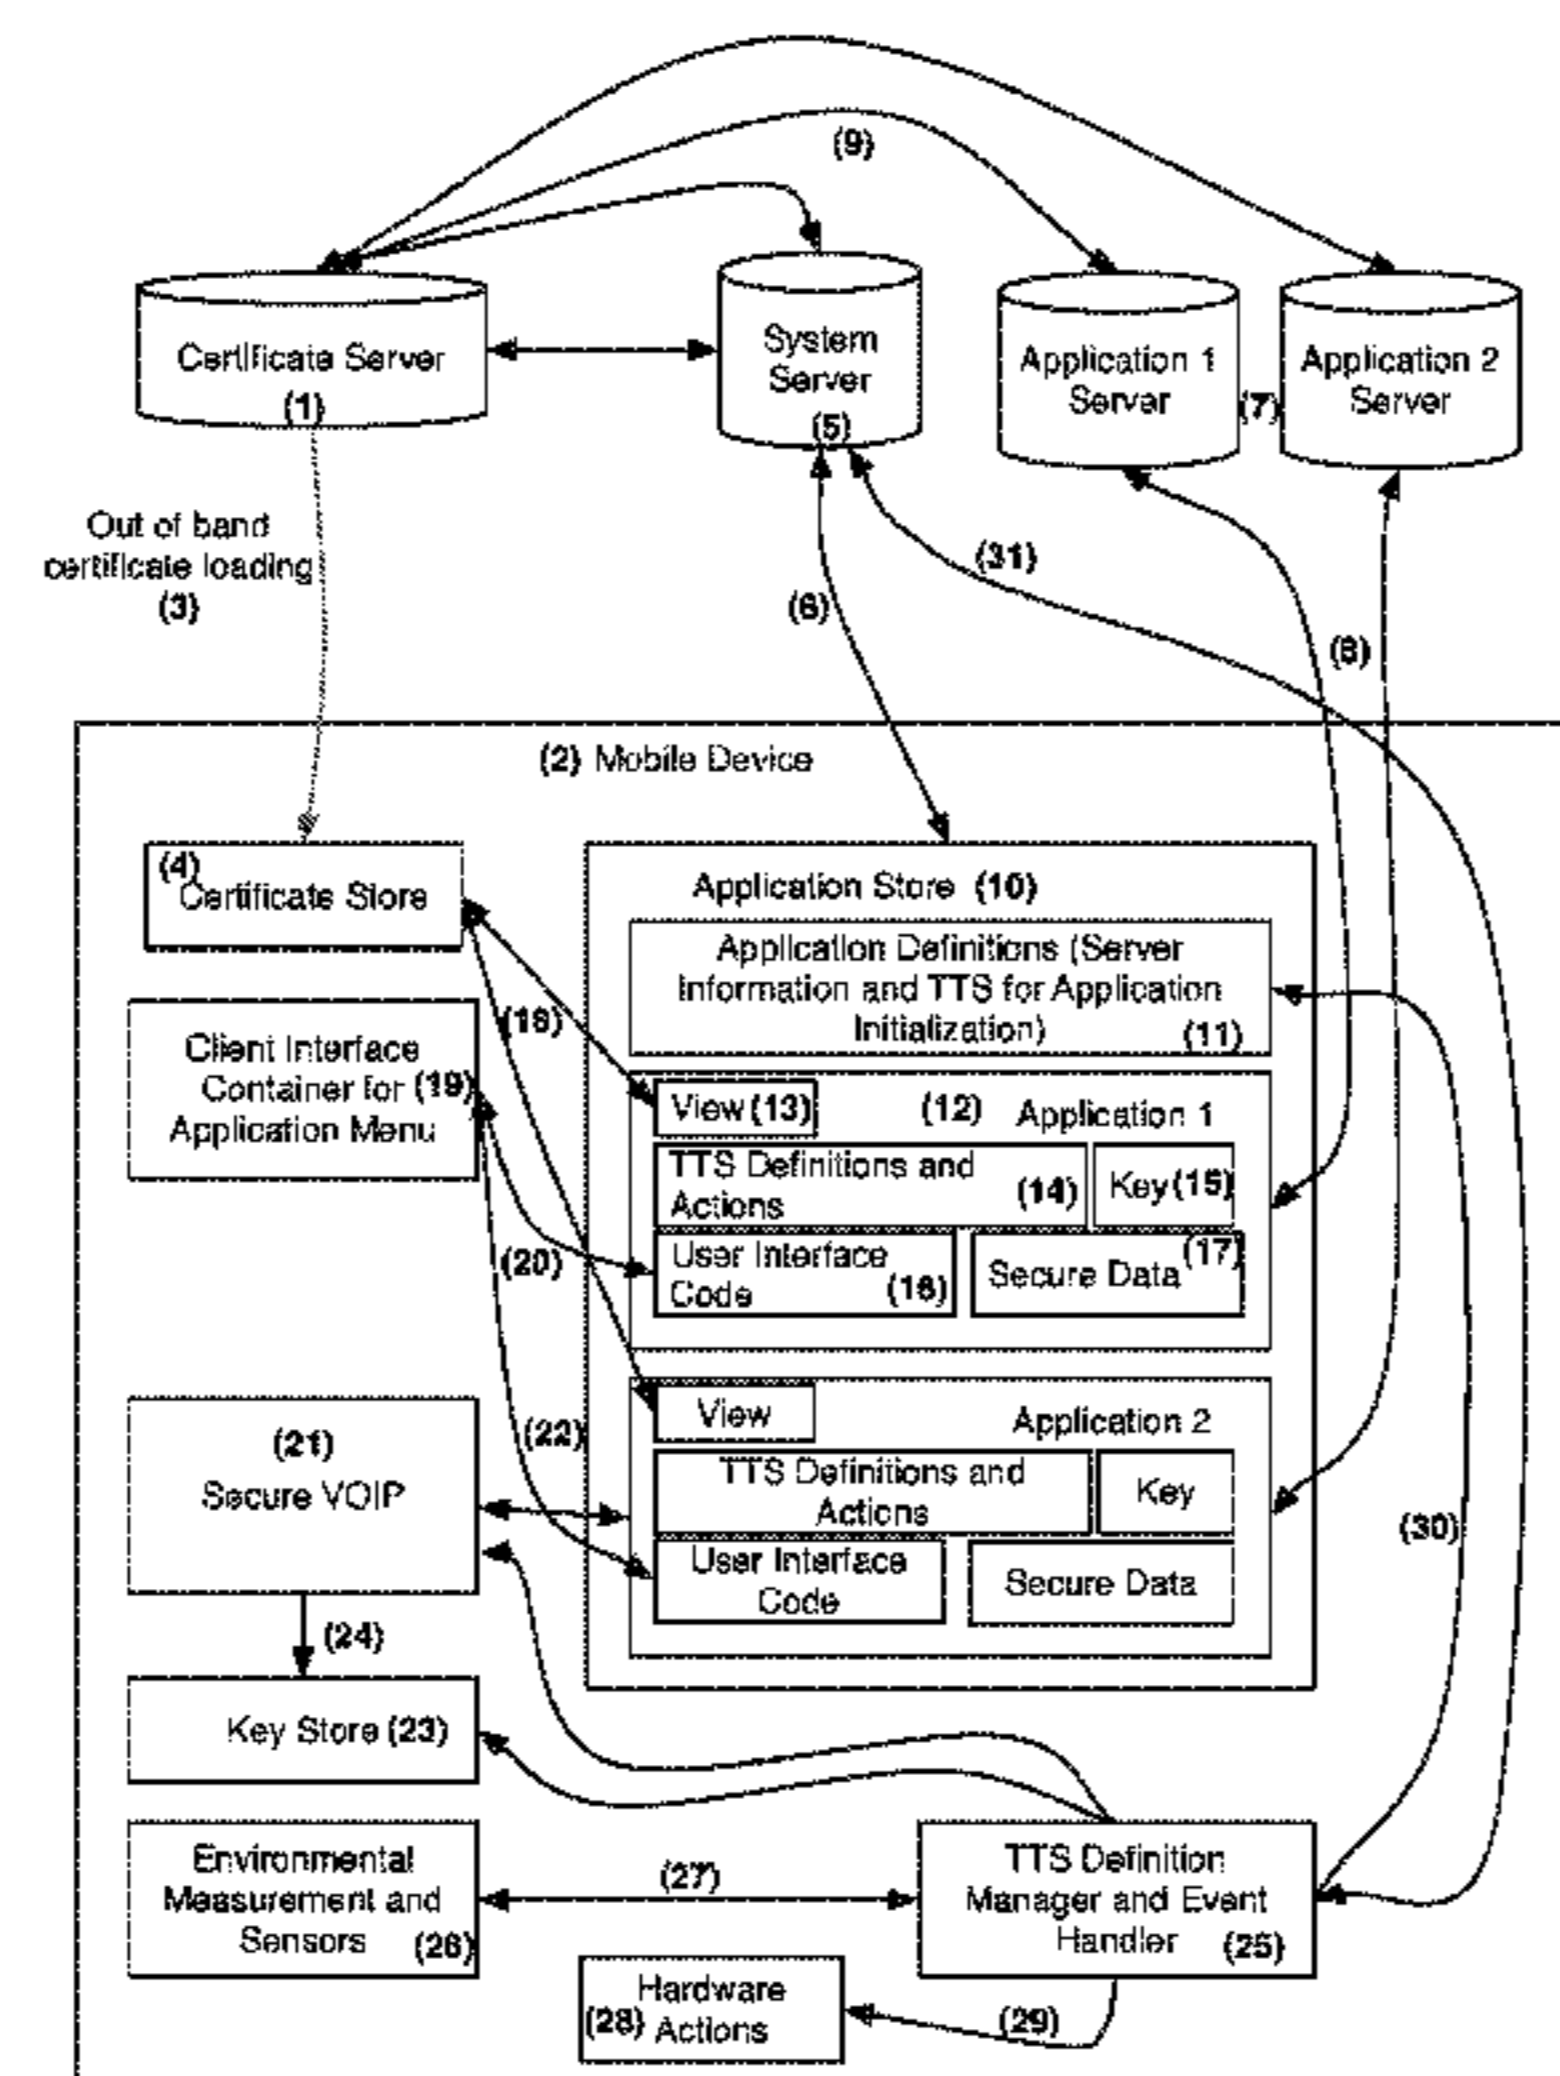 (9)
Certificate Server
(1)
System
Server
(5)
Application 1
Server
(7)
Application 2
Server
Out of band
certificate loading
(3)
(6)
(31)
(8)
(2) Mobile Device
(4)
Certificate Store
Application Store (10)
Application Definitions (Server
Information and TTS for Application
Initialization)
(11)
(18)
Client Interface
Container for (19)
Application Menu
View (13)
(12)
Application 1
TTS Definitions and
Actions
(14)
Key (15)
(20)
User Interface
Code
(16)
Secure Data
(17)
View
Application 2
(21)
Secure VOIP
(22)
TTS Definitions and
Actions
Key
(30)
User Interface
Code
Secure Data
(24)
Key Store (23)
Environmental
Measurement and
Sensors
(26)
(27)
TTS Definition
Manager and Event
Handler
(25)
Hardware
Actions
(28)
(29)